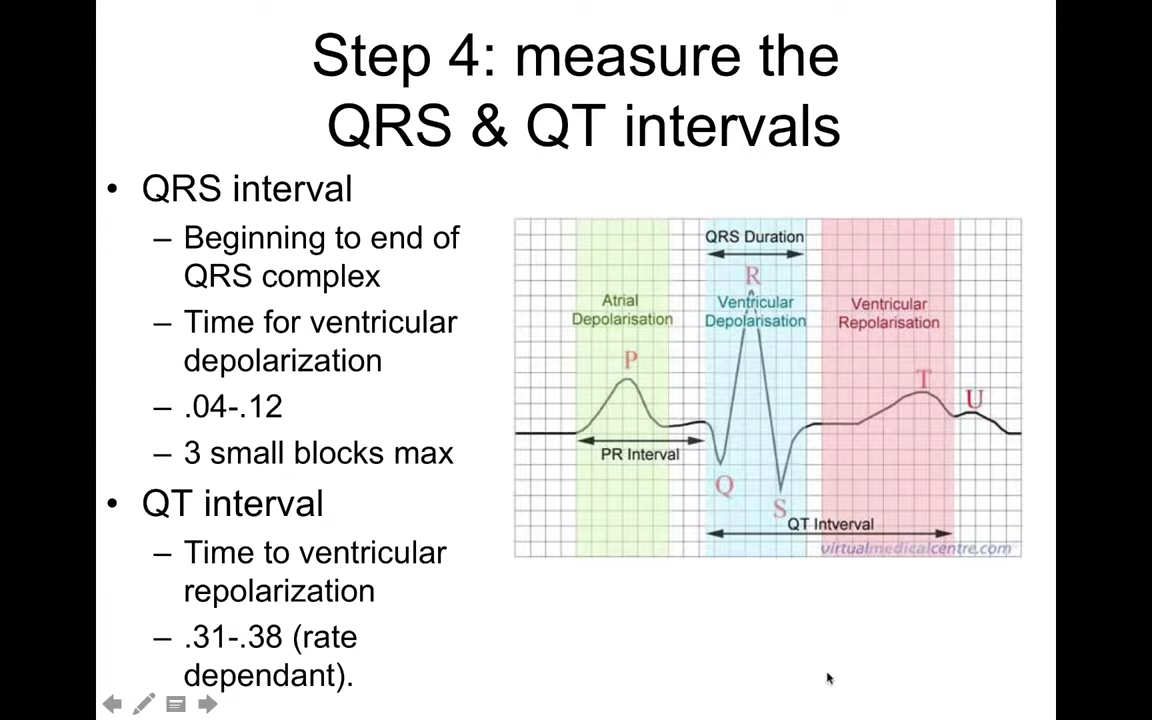 Step 4: measure the
QRS & QT intervals
• QRS interval
– Beginning to end of
QRS complex
– Time for ventricular
depolarization
– .04-.12
– 3 small blocks max
• QT interval
– Time to ventricular
repolarization
– .31-.38 (rate
dependant).
QRS Duration
R
Atrial
Depolarisation
Ventricular
Depolarisation
Ventricular
Repolarisation
P
T
U
PR Interval
Q
S
QT Intverval
virtualmedicalcentre.com